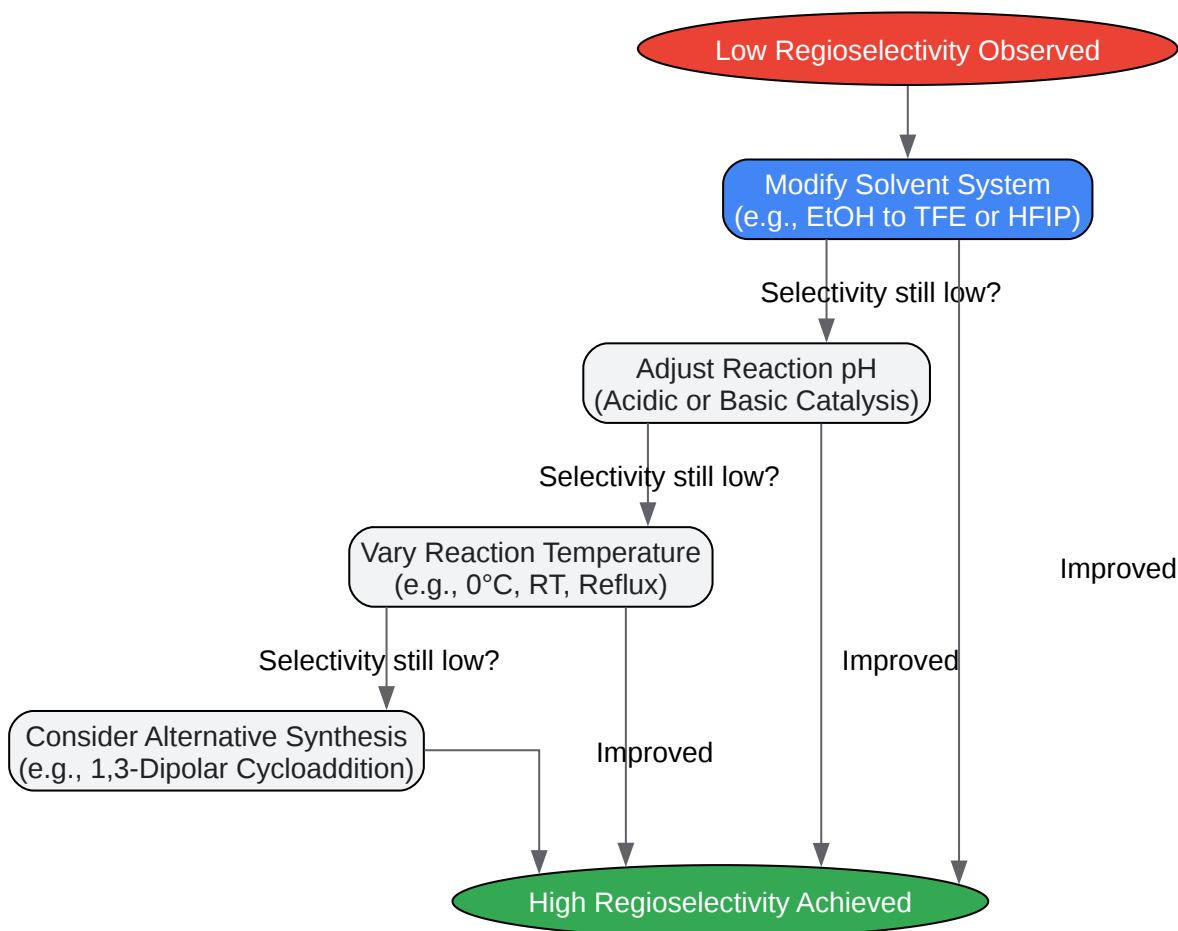 Low Regioselectivity Observed
Modify Solvent System
(e.g., EtOH to TFE or HFIP)
Selectivity still low?
Adjust Reaction pH
(Acidic or Basic Catalysis)
Selectivity still low?
Vary Reaction Temperature
(e.g., 0°C, RT, Reflux)
Improved
Selectivity still low?
Improved
Consider Alternative Synthesis
(e.g., 1,3-Dipolar Cycloaddition)
Improved
High Regioselectivity Achieved